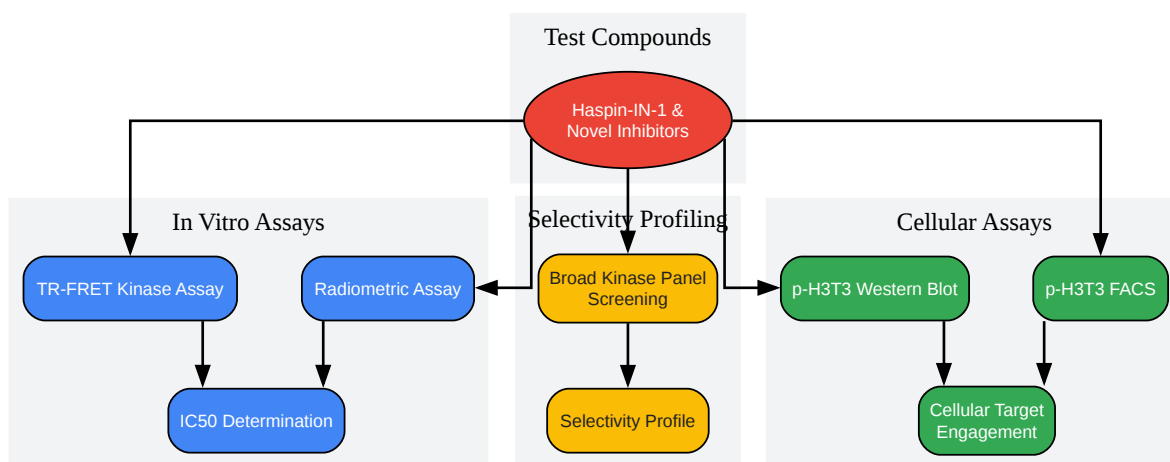 Test Compounds
Haspin-IN-1 &
Novel Inhibitors
In Vitro Assays
Selectivity Profiling
Cellular Assays
TR-FRET Kinase Assay
Radiometric Assay
Broad Kinase Panel
Screening
p-H3T3 Western Blot
p-H3T3 FACS
IC50 Determination
Selectivity Profile
Cellular Target
Engagement